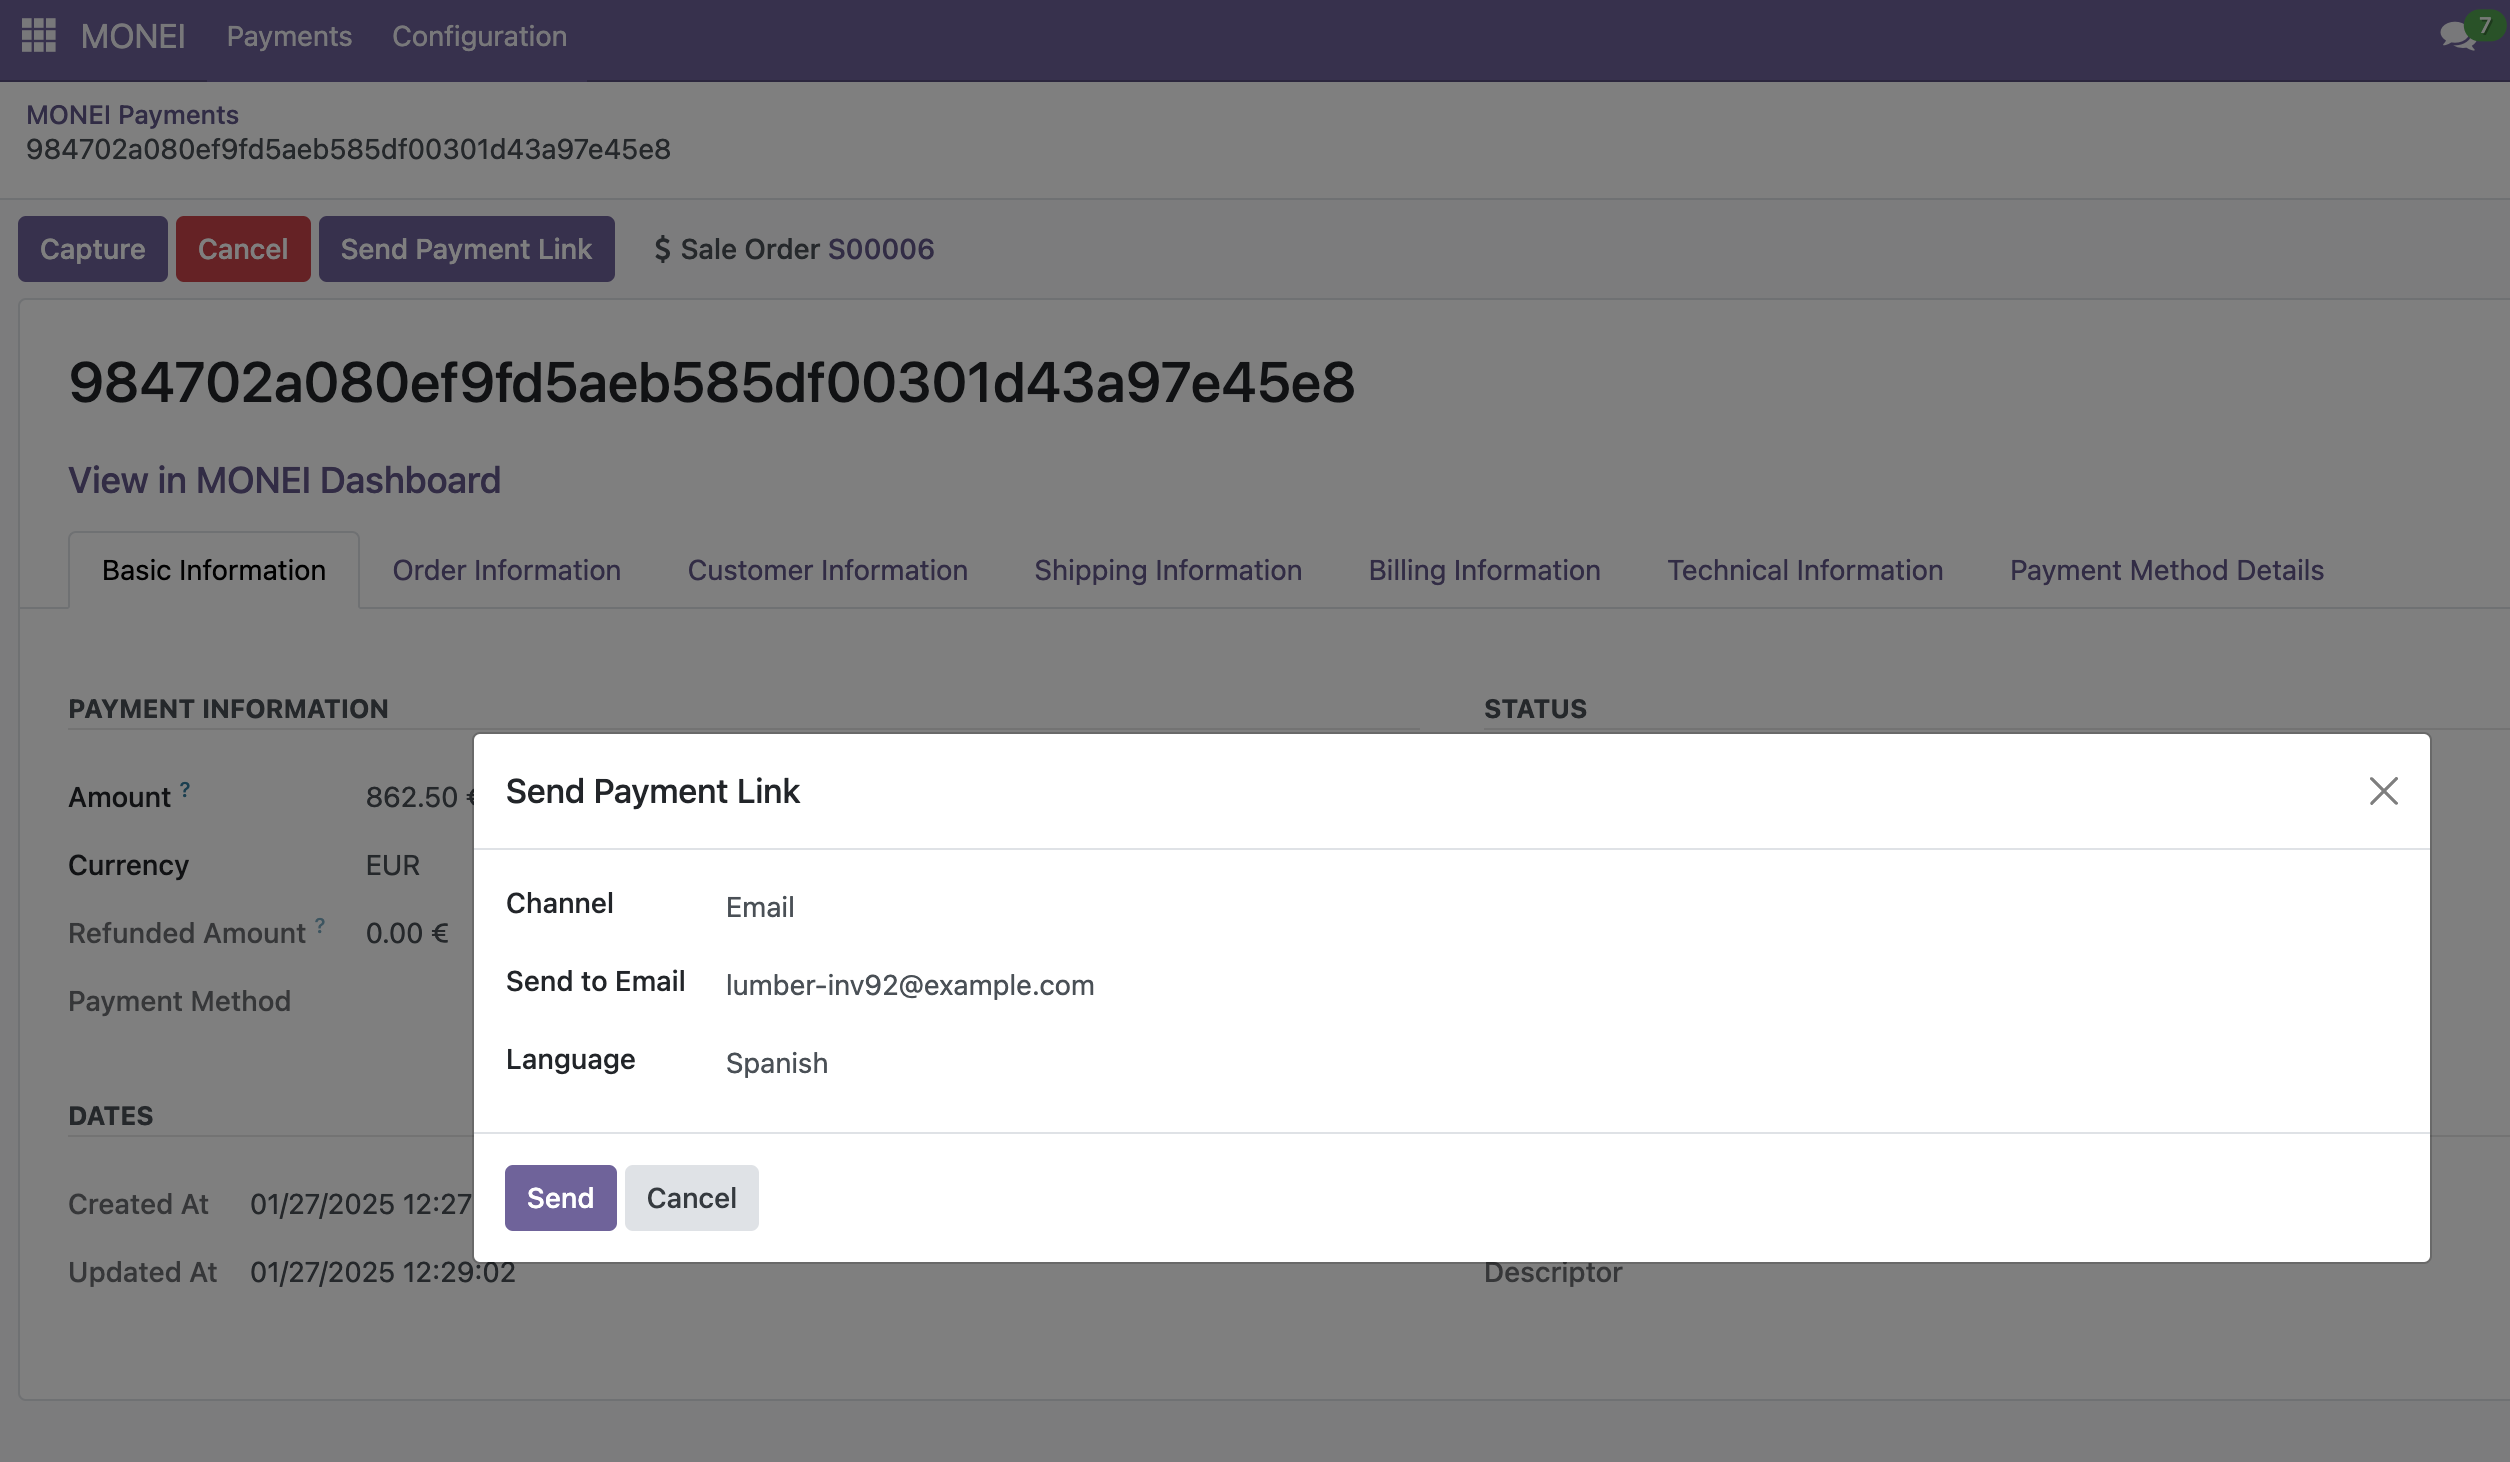 MONEI Payments Configuration 7
MONEI Payments
984702a080ef9fd5aeb585df00301d43a97e45e8
Capture Cancel Send Payment Link $ Sale Order S00006
984702a080ef9fd5aeb585df00301d43a97e45e8
View in MONEI Dashboard
Basic Information Order Information Customer Information Shipping Information Billing Information Technical Information Payment Method Details
PAYMENT INFORMATION STATUS
Amount ? 862.50 €
Currency EUR
Refunded Amount ? 0.00 €
Payment Method
DATES
Created At 01/27/2025 12:27
Updated At 01/27/2025 12:29:02
Descriptor
Send Payment Link
Channel Email
Send to Email lumber-inv92@example.com
Language Spanish
Send Cancel